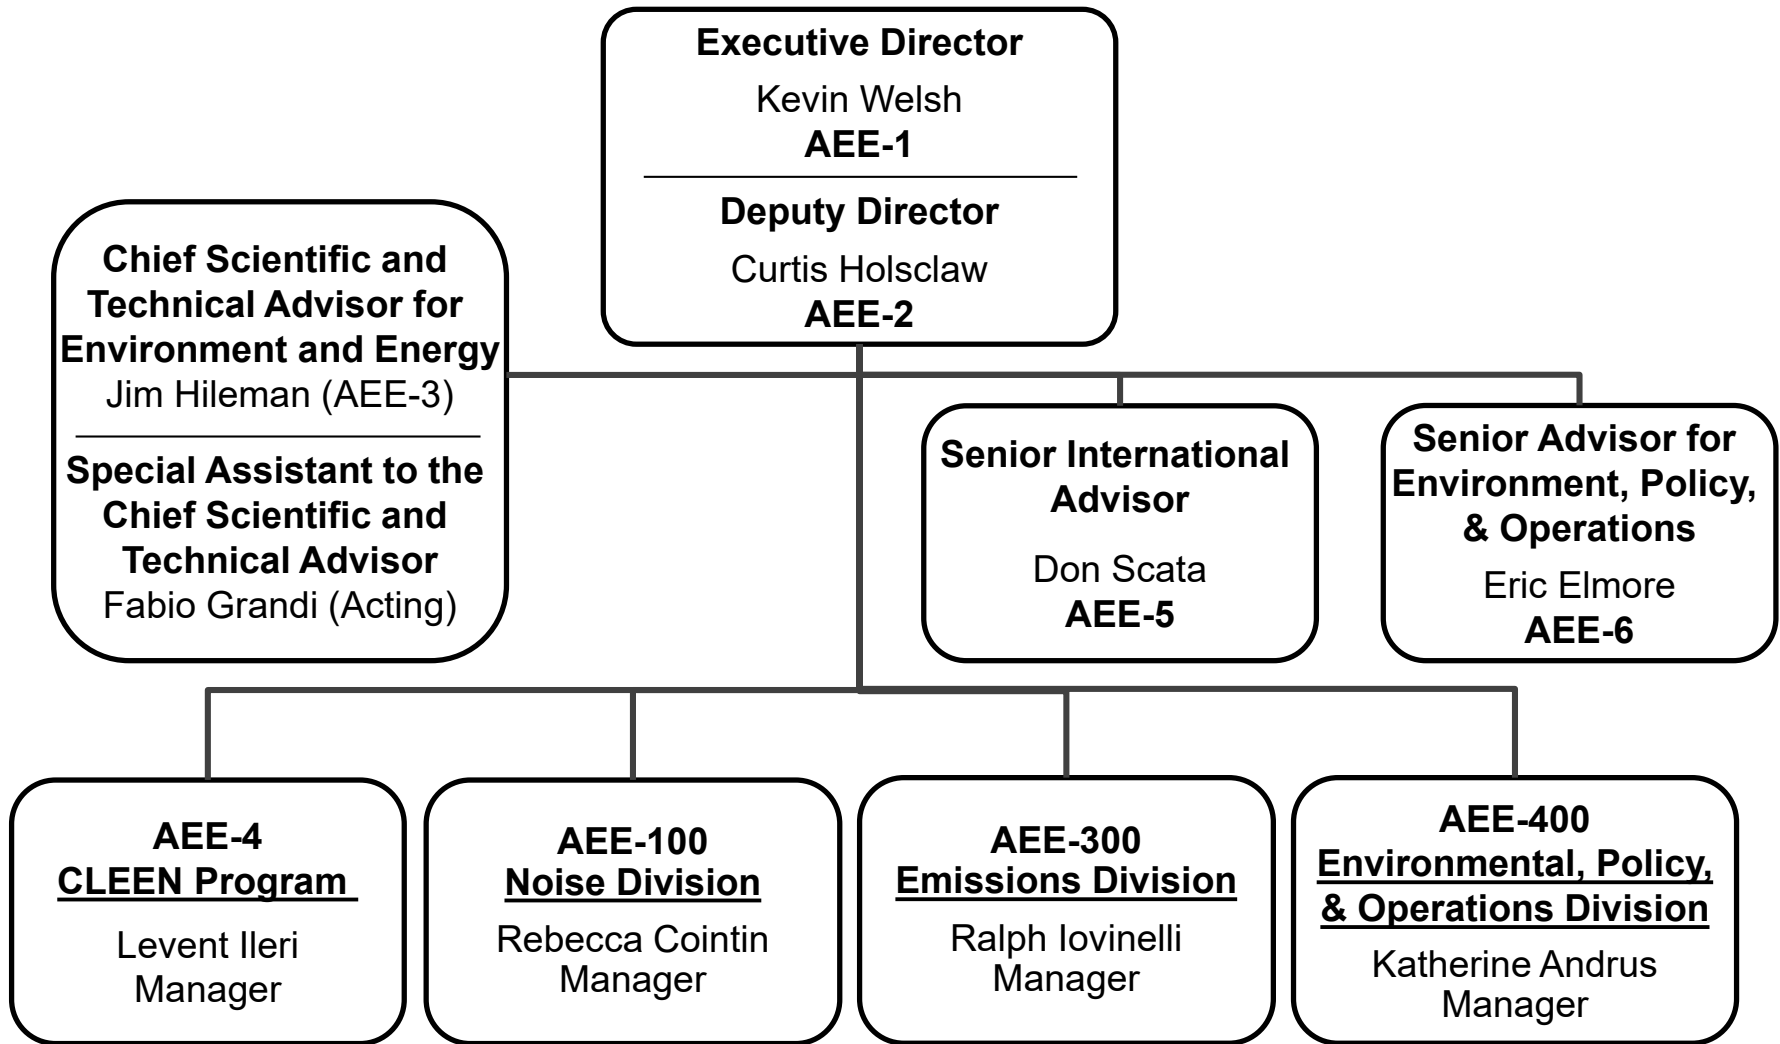 Executive Director
Kevin Welsh
AEE-1
Deputy Director
Curtis Holsclaw
AEE-2
Chief Scientific and
Technical Advisor for
Environment and Energy
Jim Hileman (AEE-3)
Special Assistant to the
Chief Scientific and
Technical Advisor
Fabio Grandi (Acting)
Senior International
Advisor
Don Scata
AEE-5
Senior Advisor for
Environment, Policy,
& Operations
Eric Elmore
AEE-6
AEE-4
CLEEN Program
Levent Ileri
Manager
AEE-100
Noise Division
Rebecca Cointin
Manager
AEE-300
Emissions Division
Ralph Iovinelli
Manager
AEE-400
Environmental, Policy,
& Operations Division
Katherine Andrus
Manager